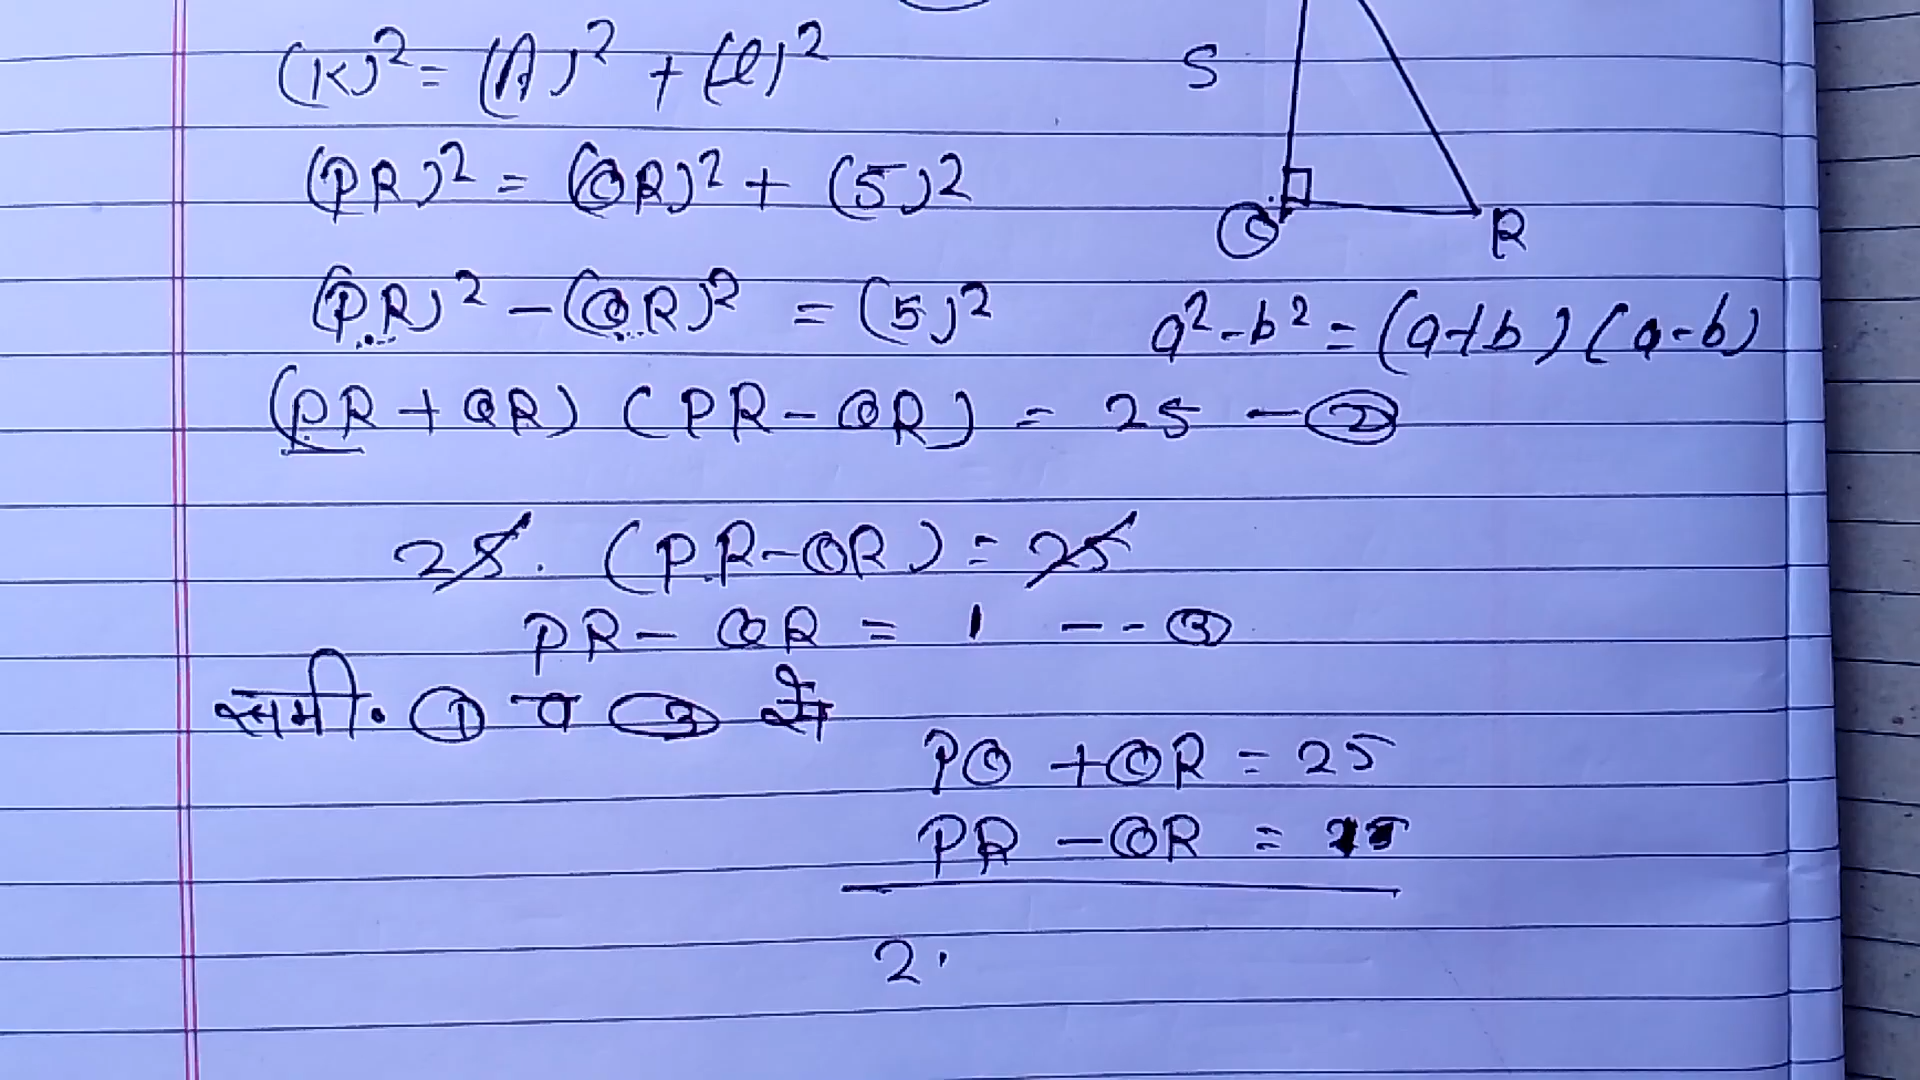 (K)² = (A)² + (L)²
5
(PR)² = (QR)² + (5)²
Q R
(PR)² - (QR)² = (5)² a² - b² = (a+b) (a-b)
(PR + QR) (PR - QR) = 25 - ②
25. (PR - QR) = 25
PR - QR = 1 -- ③
समी. ① व ③ से
PQ + QR = 25
PR - QR =
2.